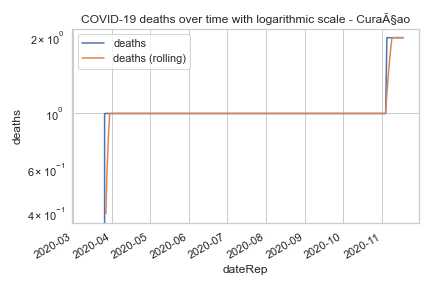 COVID-19 deaths over time with logarithmic scale - CuraÃ§ao
deaths
deaths (rolling)
2 × 10⁰
10⁰
6 × 10⁻¹
4 × 10⁻¹
deaths
2020-03
2020-04
2020-05
2020-06
2020-07
2020-08
2020-09
2020-10
2020-11
dateRep